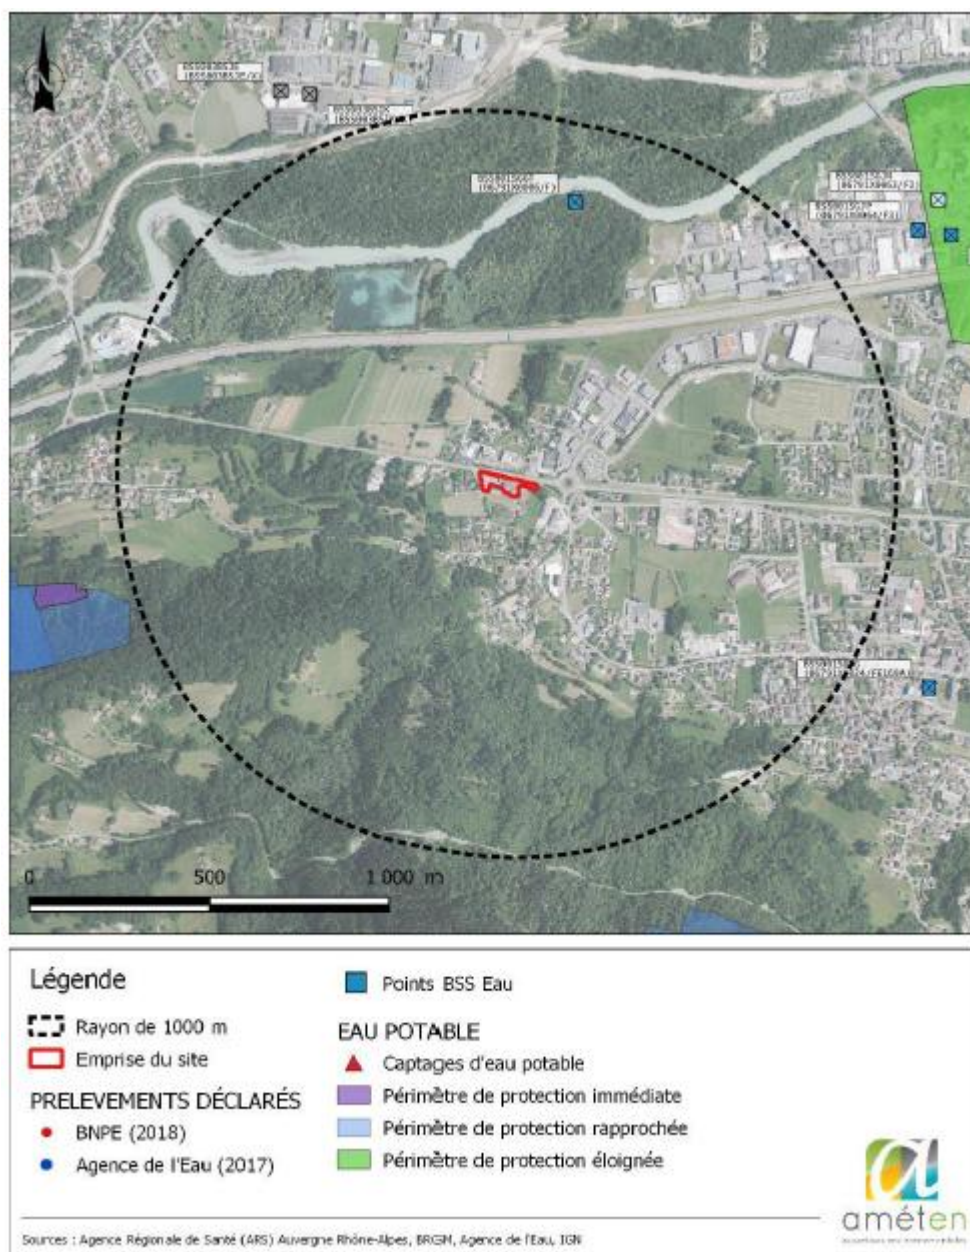 0 500 1 000 m
Légende
Rayon de 1000 m
Emprise du site
PRELEVEMENTS DÉCLARÉS
BNPE (2018)
Agence de l'Eau (2017)
Points BSS Eau
EAU POTABLE
Captages d'eau potable
Périmètre de protection immédiate
Périmètre de protection rapprochée
Périmètre de protection éloignée
améten
Sources : Agence Régionale de Santé (ARS) Auvergne Rhône-Alpes, BRGM, Agence de l'Eau, IGN